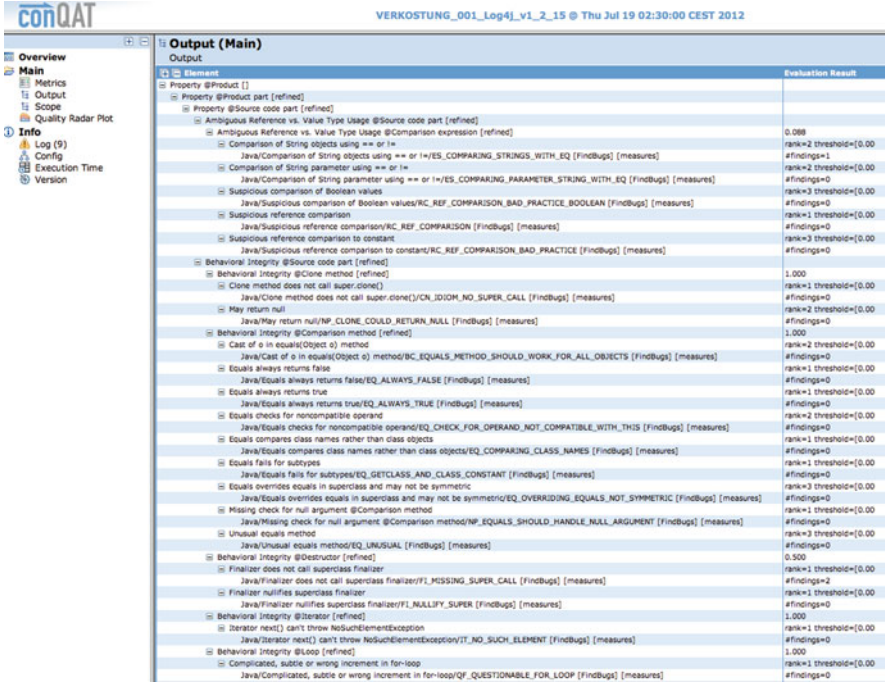 conQAT
VERKOSTUNG_001_Log4j_v1_2_15 @ Thu Jul 19 02:30:00 CEST 2012
Overview
Main
Metrics
Output
Scope
Quality Radar Plot
Info
Log (9)
Config
Execution Time
Version
Output (Main)
Output
Element Evaluation Result
Property @Product []
Property @Product part [refined]
Property @Source code part [refined]
Ambiguous Reference vs. Value Type Usage @Source code part [refined]
Ambiguous Reference vs. Value Type Usage @Comparison expression [refined] 0.088
Comparison of String objects using == or != rank=2 threshold=[0.00
Java/Comparison of String objects using == or !=/ES_COMPARING_STRINGS_WITH_EQ [FindBugs] [measures] #findings=1
Comparison of String parameter using == or != rank=2 threshold=[0.00
Java/Comparison of String parameter using == or !=/ES_COMPARING_PARAMETER_STRING_WITH_EQ [FindBugs] [measures] #findings=0
Suspicious comparison of Boolean values rank=3 threshold=[0.00
Java/Suspicious comparison of Boolean values/RC_REF_COMPARISON_BAD_PRACTICE_BOOLEAN [FindBugs] [measures] #findings=0
Suspicious reference comparison rank=1 threshold=[0.00
Java/Suspicious reference comparison/RC_REF_COMPARISON [FindBugs] [measures] #findings=0
Suspicious reference comparison to constant rank=3 threshold=[0.00
Java/Suspicious reference comparison to constant/RC_REF_COMPARISON_BAD_PRACTICE [FindBugs] [measures] #findings=0
Behavioral Integrity @Source code part [refined]
Behavioral Integrity @Clone method [refined] 1.000
Clone method does not call super.clone() rank=1 threshold=[0.00
Java/Clone method does not call super.clone()/CN_IDIOM_NO_SUPER_CALL [FindBugs] [measures] #findings=0
May return null rank=2 threshold=[0.00
Java/May return null/NP_CLONE_COULD_RETURN_NULL [FindBugs] [measures] #findings=0
Behavioral Integrity @Comparison method [refined] 1.000
Cast of o in equals(Object o) method rank=2 threshold=[0.00
Java/Cast of o in equals(Object o) method/BC_EQUALS_METHOD_SHOULD_WORK_FOR_ALL_OBJECTS [FindBugs] [measures] #findings=0
Equals always returns false rank=1 threshold=[0.00
Java/Equals always returns false/EQ_ALWAYS_FALSE [FindBugs] [measures] #findings=0
Equals always returns true rank=1 threshold=[0.00
Java/Equals always returns true/EQ_ALWAYS_TRUE [FindBugs] [measures] #findings=0
Equals checks for noncompatible operand rank=2 threshold=[0.00
Java/Equals checks for noncompatible operand/EQ_CHECK_FOR_OPERAND_NOT_COMPATIBLE_WITH_THIS [FindBugs] [measures] #findings=0
Equals compares class names rather than class objects rank=1 threshold=[0.00
Java/Equals compares class names rather than class objects/EQ_COMPARING_CLASS_NAMES [FindBugs] [measures] #findings=0
Equals fails for subtypes rank=1 threshold=[0.00
Java/Equals fails for subtypes/EQ_GETCLASS_AND_CLASS_CONSTANT [FindBugs] [measures] #findings=0
Equals overrides equals in superclass and may not be symmetric rank=3 threshold=[0.00
Java/Equals overrides equals in superclass and may not be symmetric/EQ_OVERRIDING_EQUALS_NOT_SYMMETRIC [FindBugs] [measures] #findings=0
Missing check for null argument @Comparison method rank=1 threshold=[0.00
Java/Missing check for null argument @Comparison method/NP_EQUALS_SHOULD_HANDLE_NULL_ARGUMENT [FindBugs] [measures] #findings=0
Unusual equals method rank=3 threshold=[0.00
Java/Unusual equals method/EQ_UNUSUAL [FindBugs] [measures] #findings=0
Behavioral Integrity @Destructor [refined] 0.500
Finalizer does not call superclass finalizer rank=1 threshold=[0.00
Java/Finalizer does not call superclass finalizer/FI_MISSING_SUPER_CALL [FindBugs] [measures] #findings=2
Finalizer nullifies superclass finalizer rank=1 threshold=[0.00
Java/Finalizer nullifies superclass finalizer/FI_NULLIFY_SUPER [FindBugs] [measures] #findings=0
Behavioral Integrity @Iterator [refined] 1.000
Iterator next() can't throw NoSuchElementException rank=1 threshold=[0.00
Java/Iterator next() can't throw NoSuchElementException/IT_NO_SUCH_ELEMENT [FindBugs] [measures] #findings=0
Behavioral Integrity @Loop [refined] 1.000
Complicated, subtle or wrong increment in for-loop rank=1 threshold=[0.00
Java/Complicated, subtle or wrong increment in for-loop/QF_QUESTIONABLE_FOR_LOOP [FindBugs] [measures] #findings=0